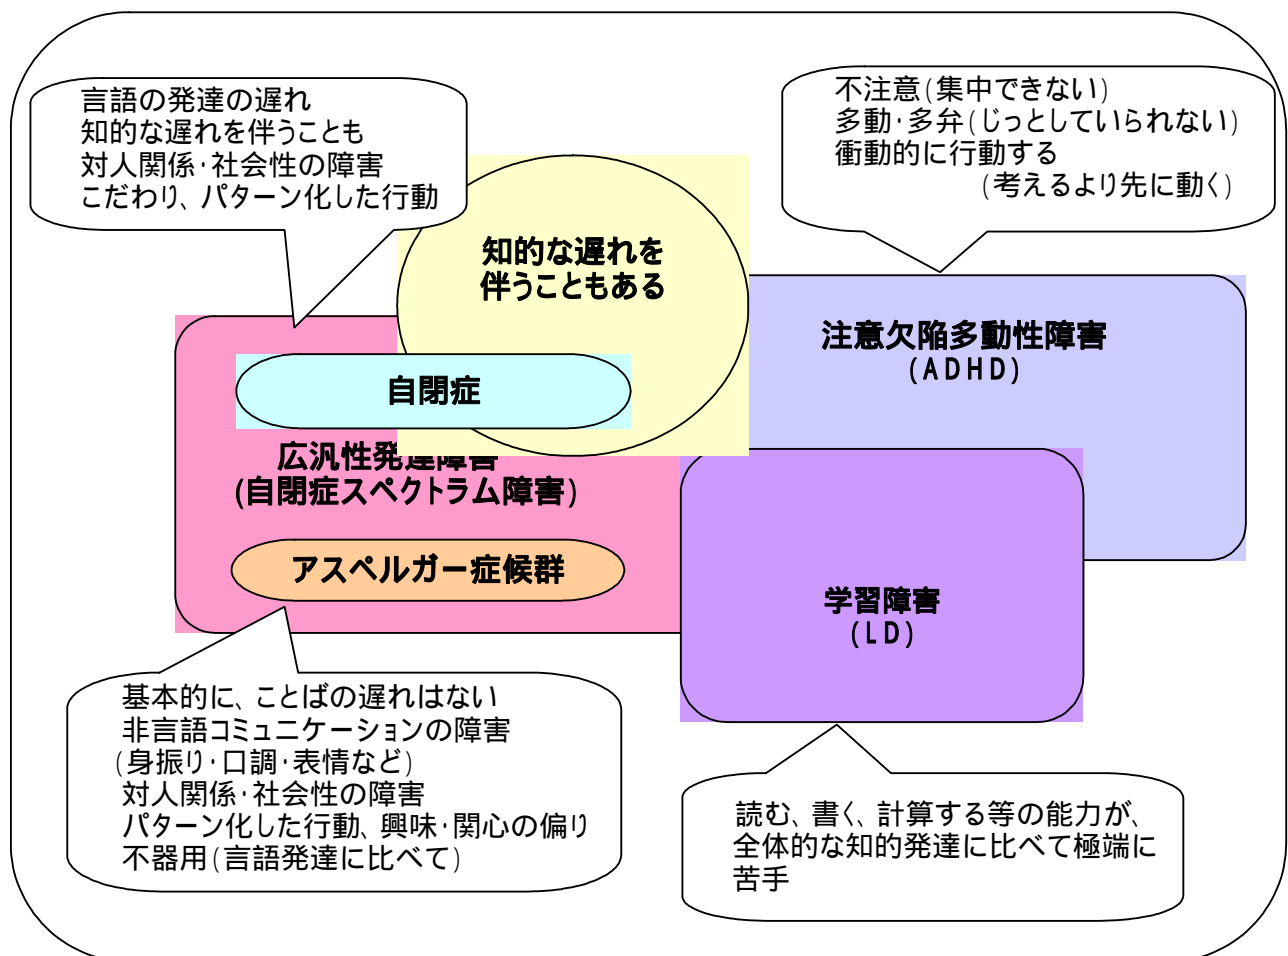 言語の発達の遅れ
知的な遅れを伴うことも
対人関係・社会性の障害
こだわり、パターン化した行動
不注意(集中できない)
多動・多弁(じっとしていられない)
衝動的に行動する
(考えるより先に動く)
知的な遅れを
伴うこともある
注意欠陥多動性障害
(ADHD)
自閉症
広汎性発達障害
(自閉症スペクトラム障害)
アスペルガー症候群
学習障害
(LD)
基本的に、ことばの遅れはない
非言語コミュニケーションの障害
(身振り・口調・表情など)
対人関係・社会性の障害
パターン化した行動、興味・関心の偏り
不器用(言語発達に比べて)
読む、書く、計算する等の能力が、
全体的な知的発達に比べて極端に
苦手